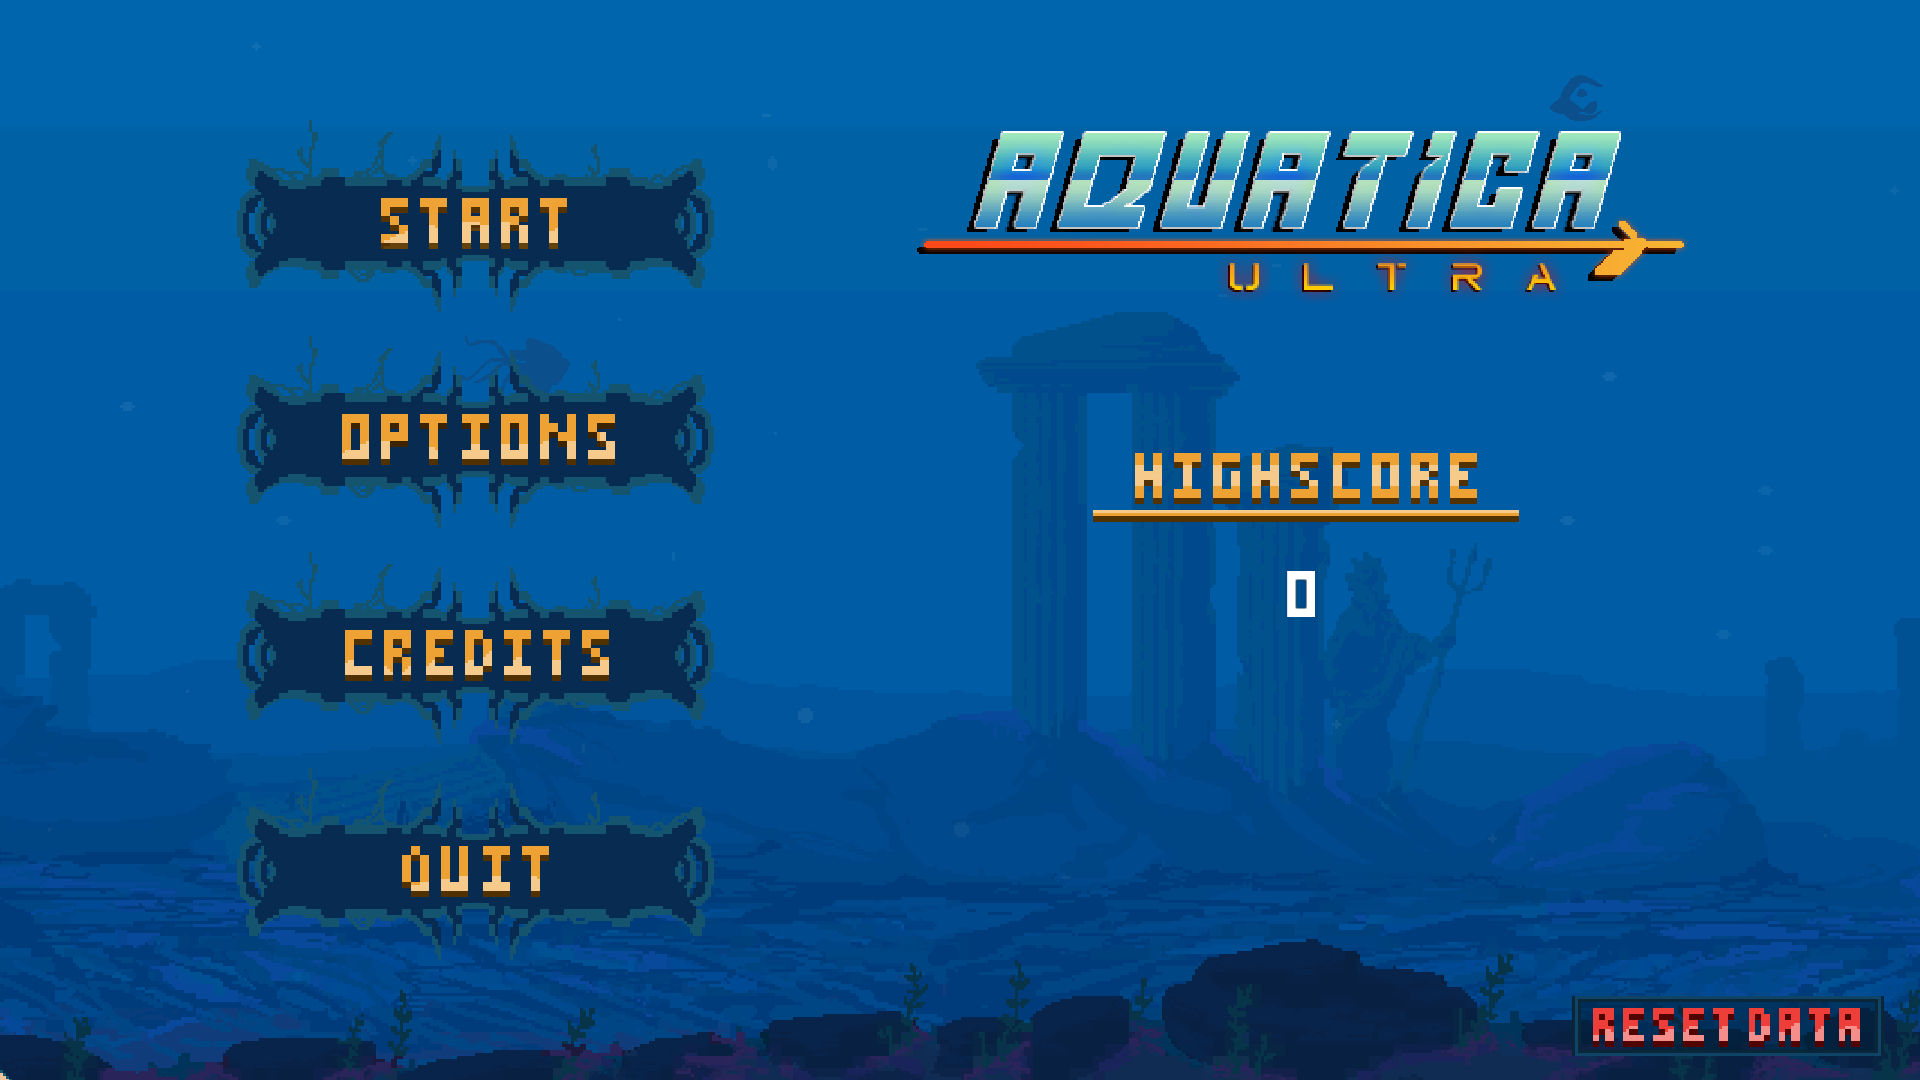 START
OPTIONS
CREDITS
QUIT
AQUATICA
ULTRA
HIGHSCORE
0
RESET DATA